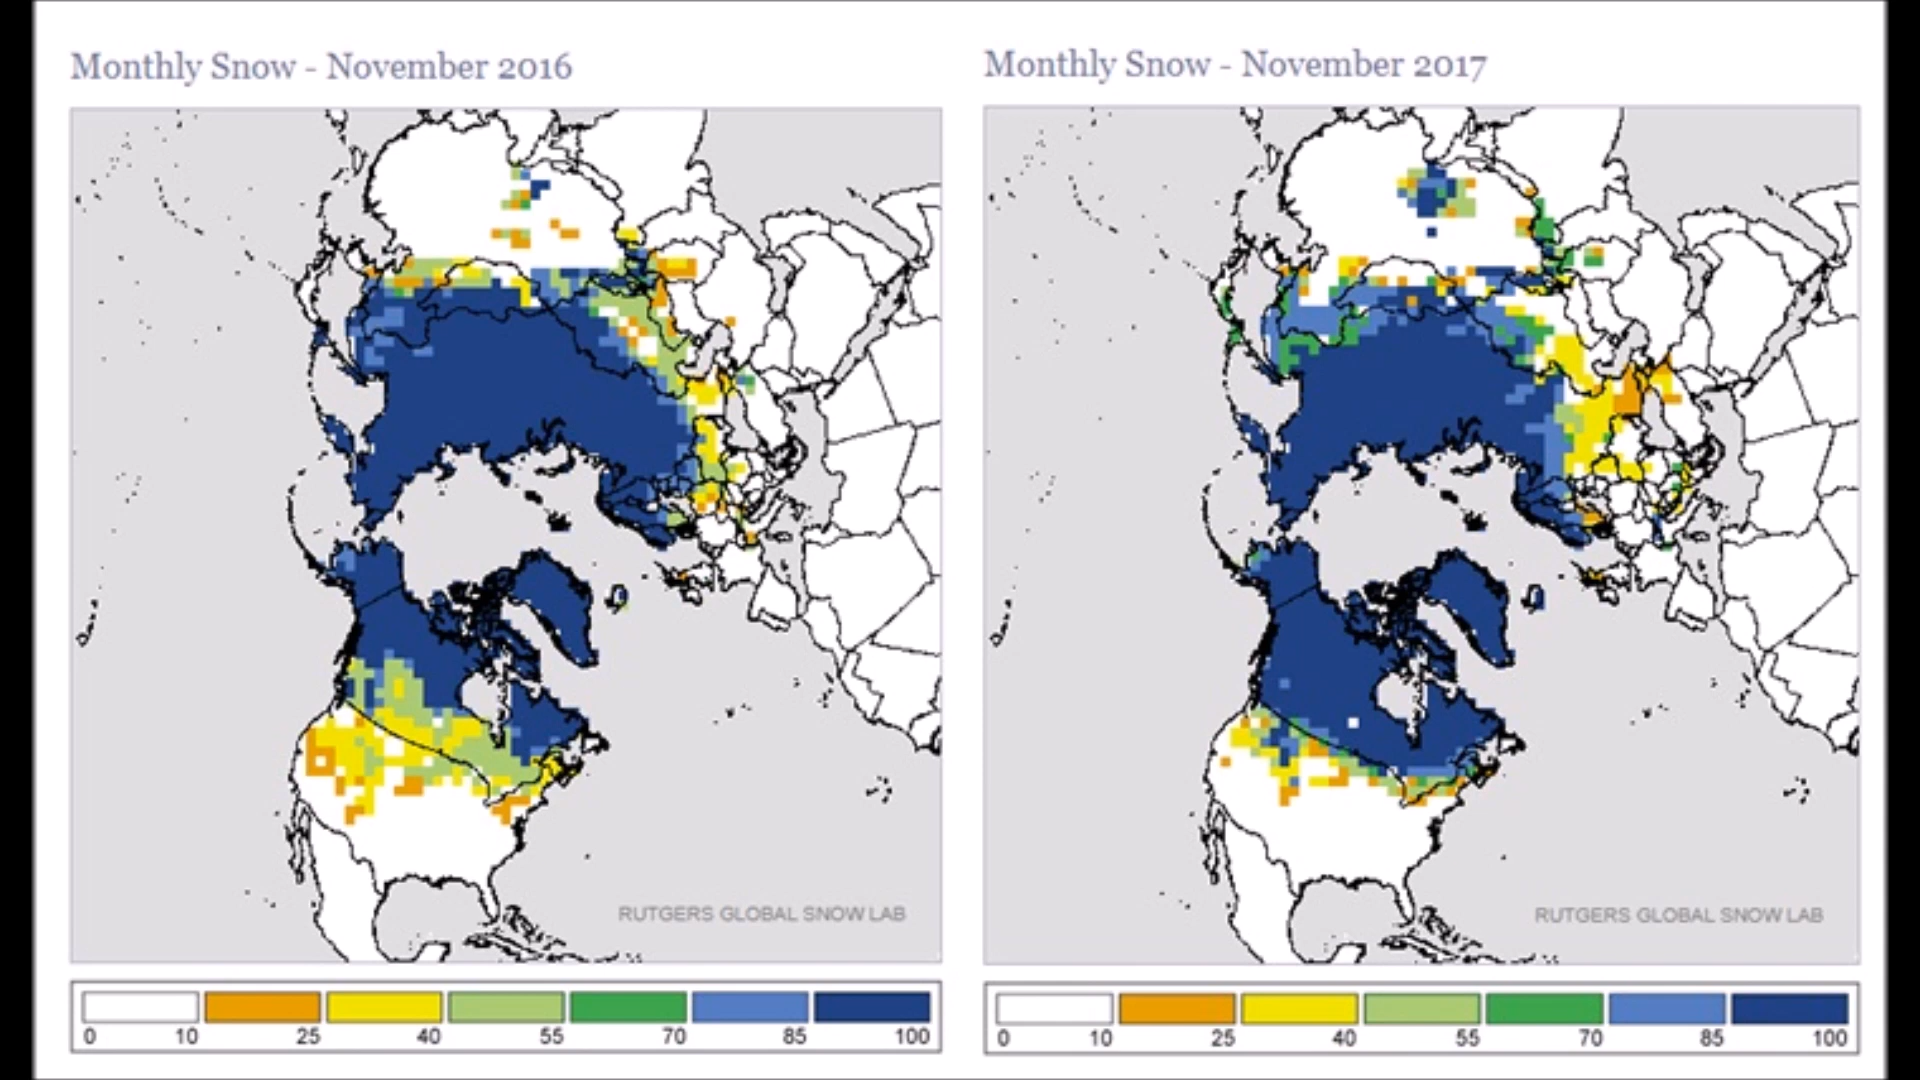 Monthly Snow - November 2016
Monthly Snow - November 2017
RUTGERS GLOBAL SNOW LAB
RUTGERS GLOBAL SNOW LAB
0 10 25 40 55 70 85 100
0 10 25 40 55 70 85 100